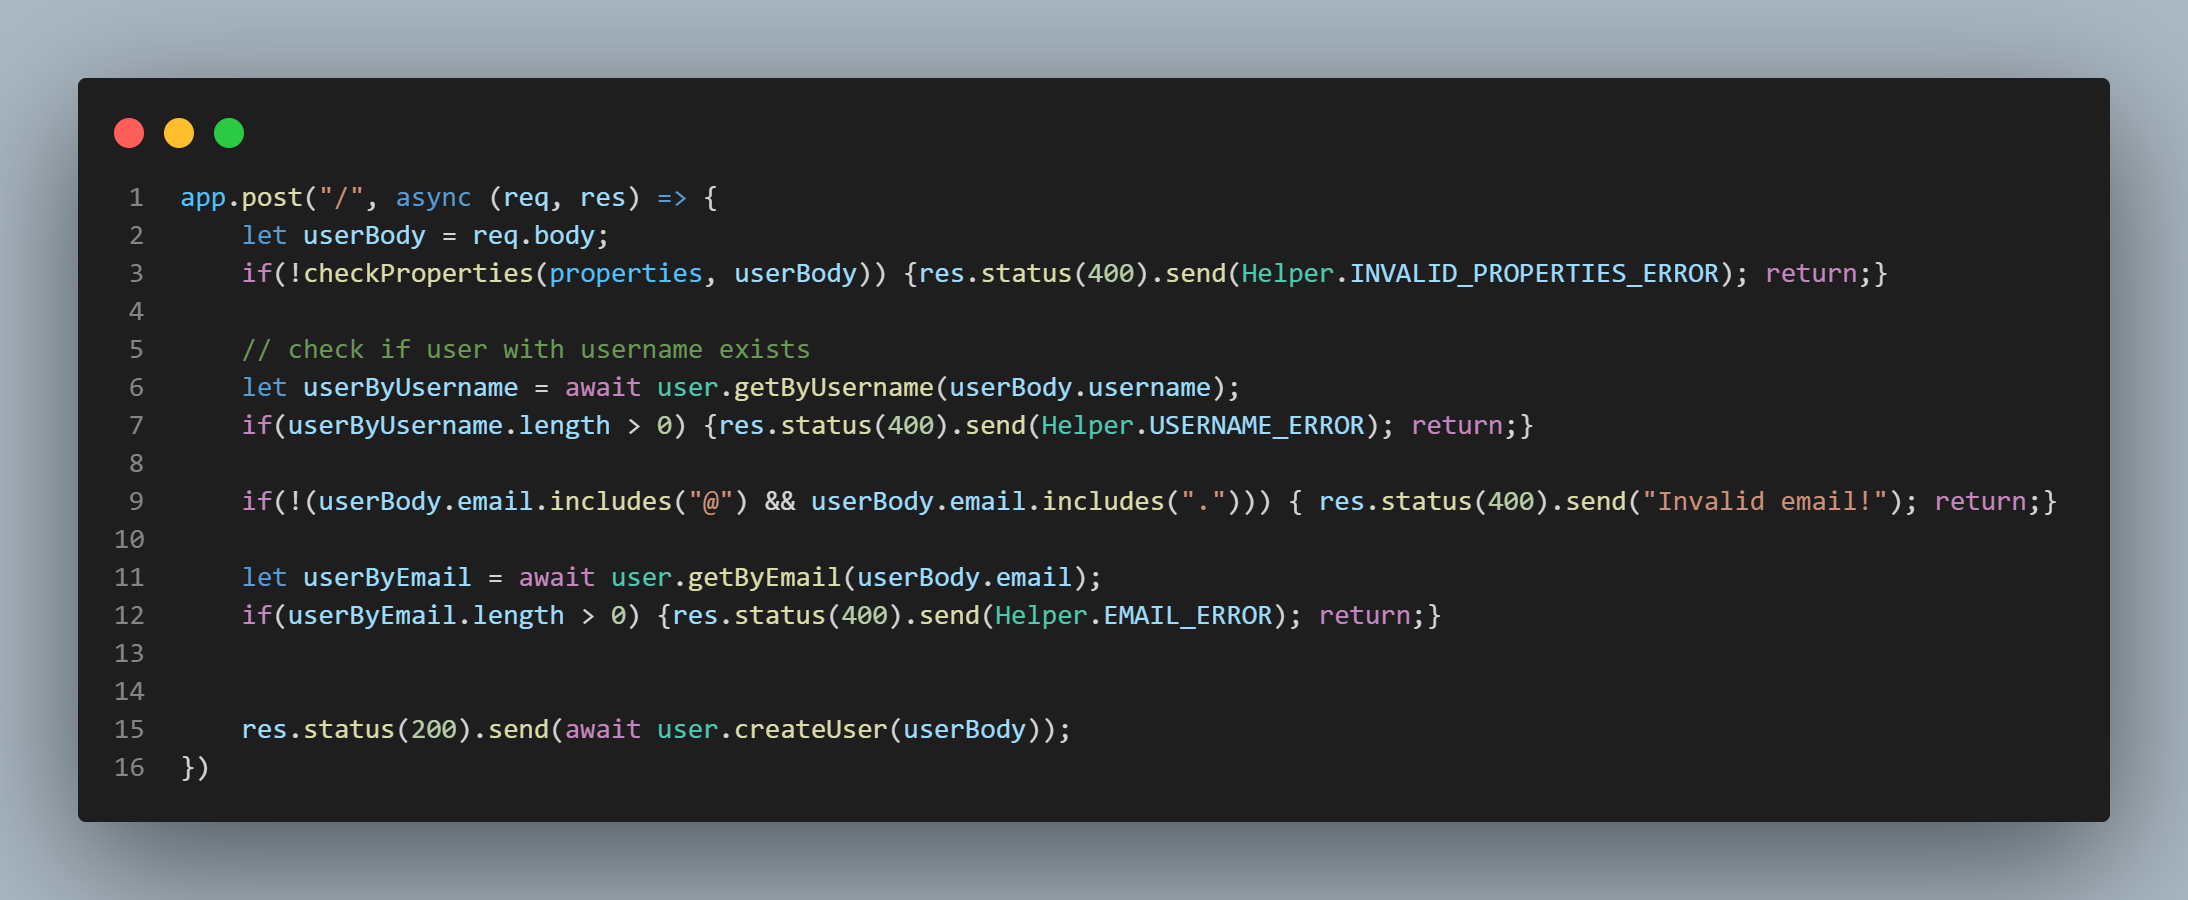 1 app.post("/", async (req, res) => {
2     let userBody = req.body;
3     if(!checkProperties(properties, userBody)) {res.status(400).send(Helper.INVALID_PROPERTIES_ERROR); return;}
4
5     // check if user with username exists
6     let userByUsername = await user.getByUsername(userBody.username);
7     if(userByUsername.length > 0) {res.status(400).send(Helper.USERNAME_ERROR); return;}
8
9     if(!(userBody.email.includes("@") && userBody.email.includes("."))) { res.status(400).send("Invalid email!"); return;}
10
11     let userByEmail = await user.getByEmail(userBody.email);
12     if(userByEmail.length > 0) {res.status(400).send(Helper.EMAIL_ERROR); return;}
13
14
15     res.status(200).send(await user.createUser(userBody));
16 })